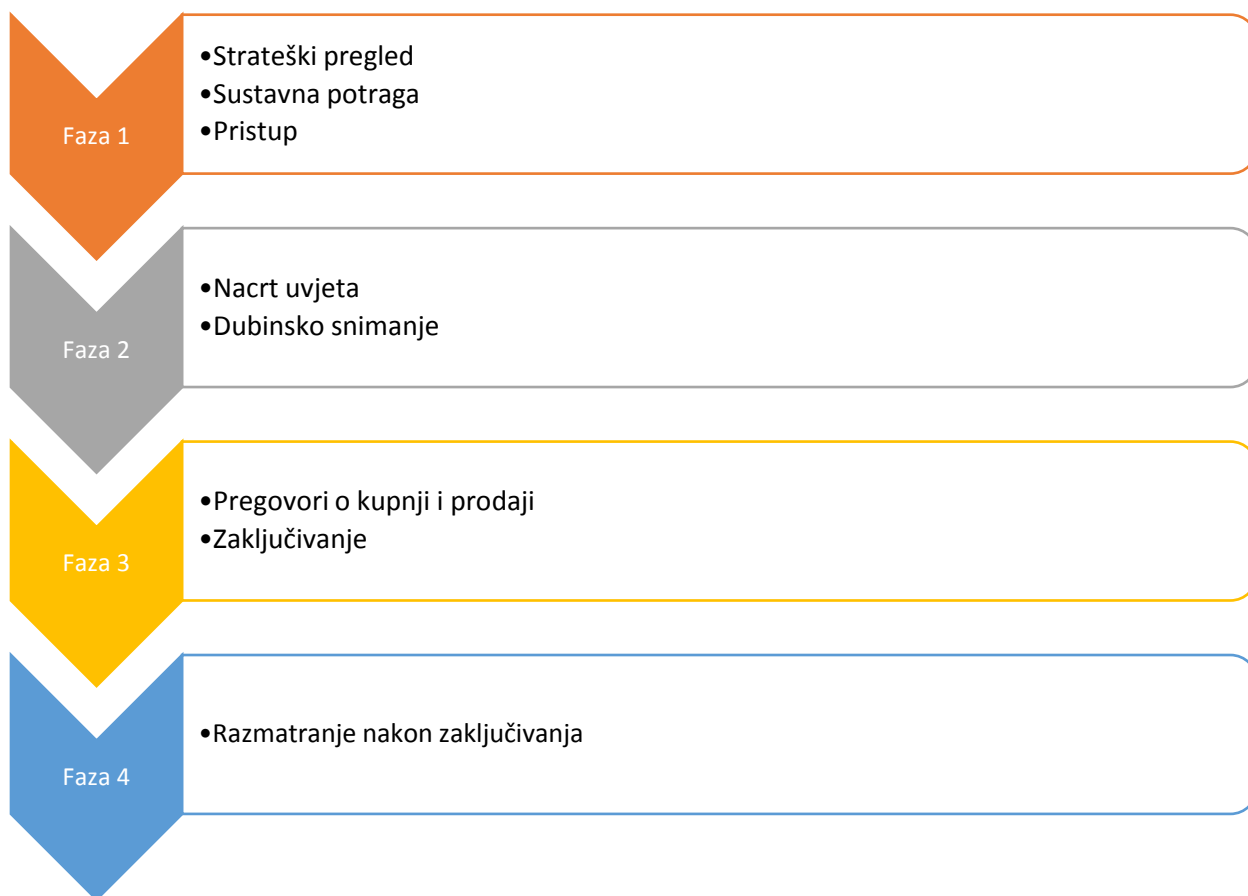 Faza 1
•Strateški pregled
•Sustavna potraga
•Pristup
Faza 2
•Nacrt uvjeta
•Dubinsko snimanje
Faza 3
•Pregovori o kupnji i prodaji
•Zaključivanje
Faza 4
•Razmatranje nakon zaključivanja